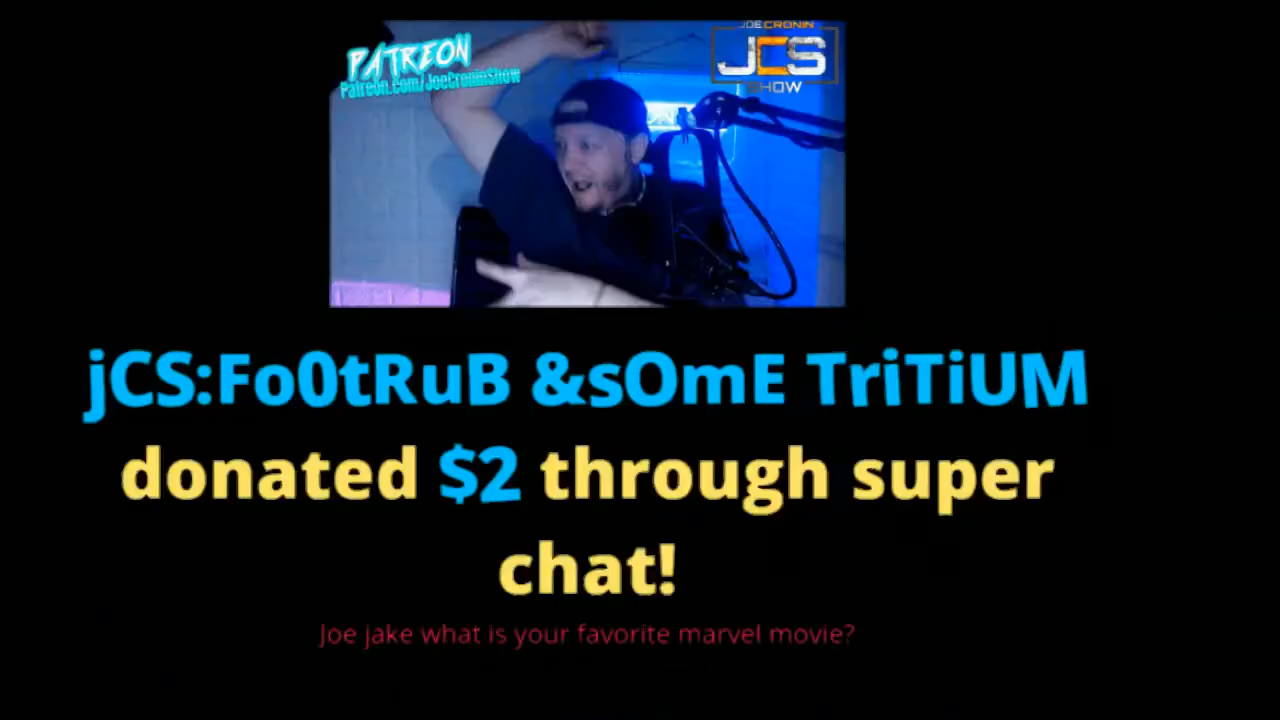 PATREON
Patreon.com/JoeCroninShow
JOE CRONIN
JCS
SHOW
jCS:Fo0tRuB &sOmE TriTiUM
donated $2 through super
chat!
Joe jake what is your favorite marvel movie?